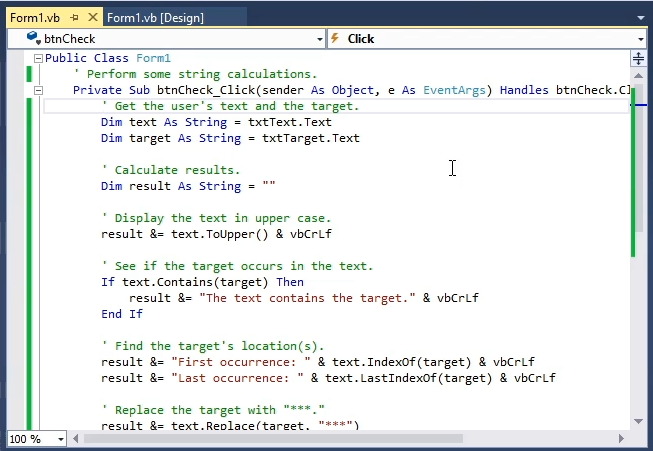 Form1.vb Form1.vb [Design]
btnCheck Click
Public Class Form1
' Perform some string calculations.
Private Sub btnCheck_Click(sender As Object, e As EventArgs) Handles btnCheck.Cl
' Get the user's text and the target.
Dim text As String = txtText.Text
Dim target As String = txtTarget.Text
' Calculate results.
Dim result As String = ""
' Display the text in upper case.
result &= text.ToUpper() & vbCrLf
' See if the target occurs in the text.
If text.Contains(target) Then
result &= "The text contains the target." & vbCrLf
End If
' Find the target's location(s).
result &= "First occurrence: " & text.IndexOf(target) & vbCrLf
result &= "Last occurrence: " & text.LastIndexOf(target) & vbCrLf
' Replace the target with "***."
result &= text.Replace(target, "***")
100 %